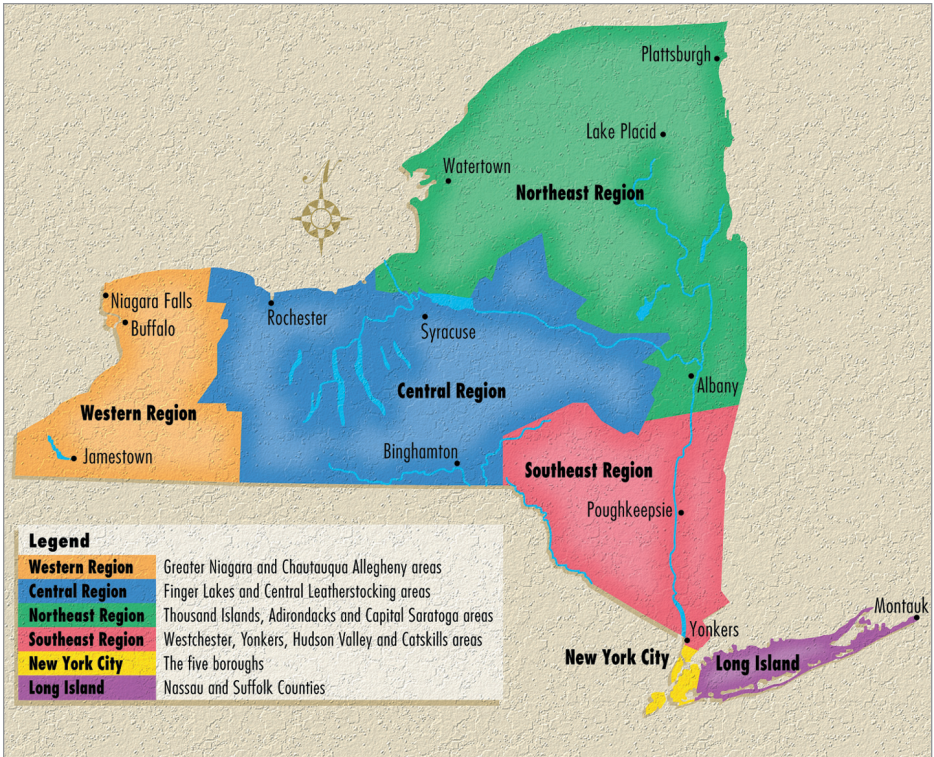 Plattsburgh
Lake Placid
Watertown
Northeast Region
Niagara Falls
Buffalo
Rochester
Syracuse
Central Region
Albany
Western Region
Jamestown
Binghamton
Southeast Region
Poughkeepsie
Legend
Western Region Greater Niagara and Chautauqua Allegheny areas
Central Region Finger Lakes and Central Leatherstocking areas
Northeast Region Thousand Islands, Adirondacks and Capital Saratoga areas
Southeast Region Westchester, Yonkers, Hudson Valley and Catskills areas
New York City The five boroughs
Long Island Nassau and Suffolk Counties
Montauk
Yonkers
New York City
Long Island